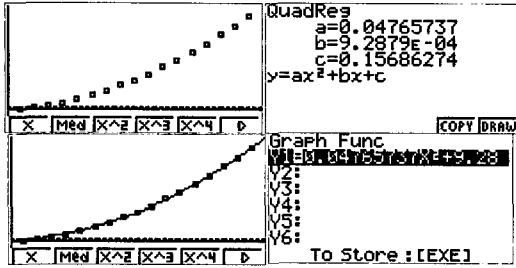 X Med X^2 X^3 X^4 ▷
QuadReg
a=0.04765737
b=9.2879E-04
c=0.15686274
y=ax²+bx+c
COPY DRAW
X Med X^2 X^3 X^4 ▷
Graph Func
Y1=0.04765737X²+9.28
Y2:
Y3:
Y4:
Y5:
Y6:
To Store :[EXE]